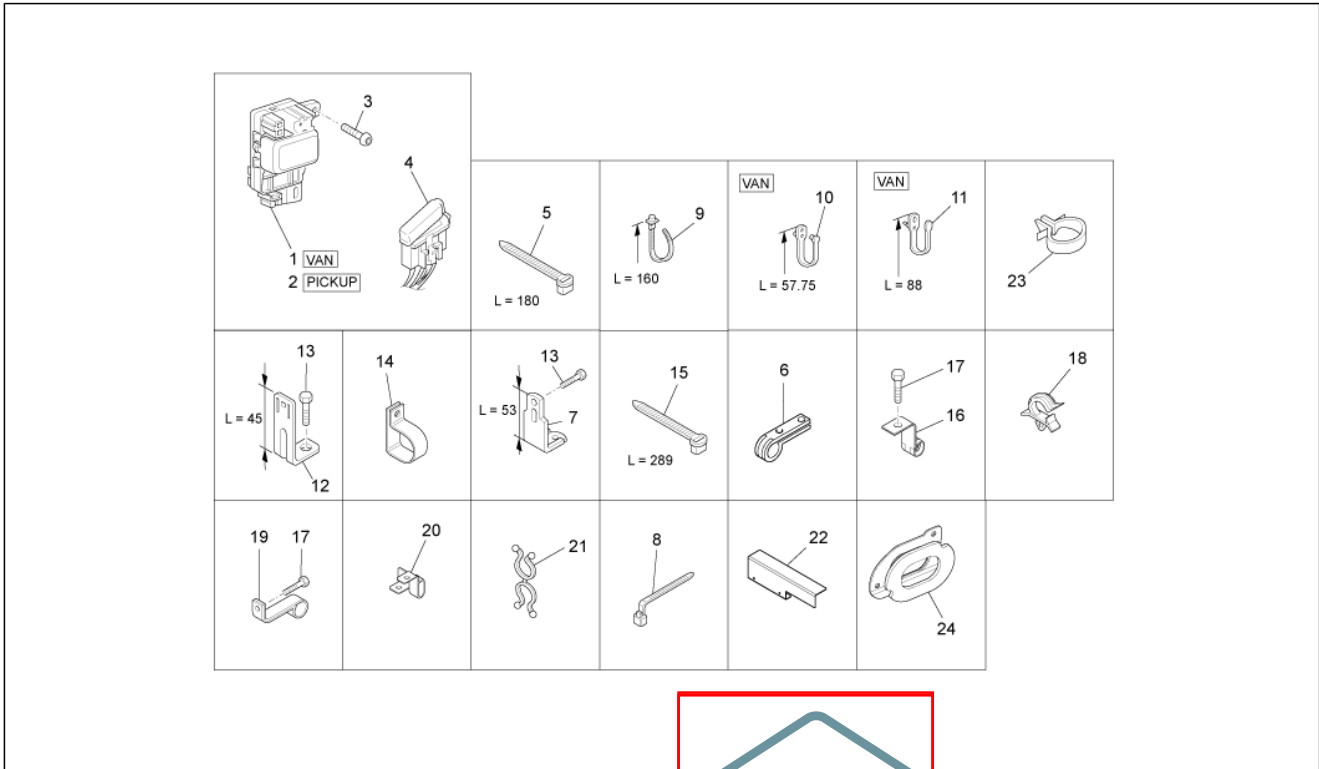 3
4
1 VAN
2 PICKUP
5
L = 180
9
L = 160
VAN
10
L = 57.75
VAN
11
L = 88
23
13
L = 45
12
14
13
L = 53
7
15
L = 289
6
17
16
18
19 17
20
21
8
22
24